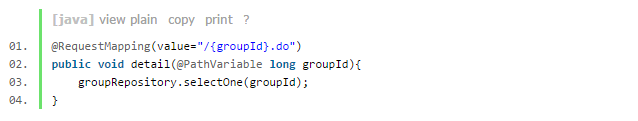 [java] view plain copy print ?
01. @RequestMapping(value="/{groupId}.do")
02. public void detail(@PathVariable long groupId){
03. groupRepository.selectOne(groupId);
04. }